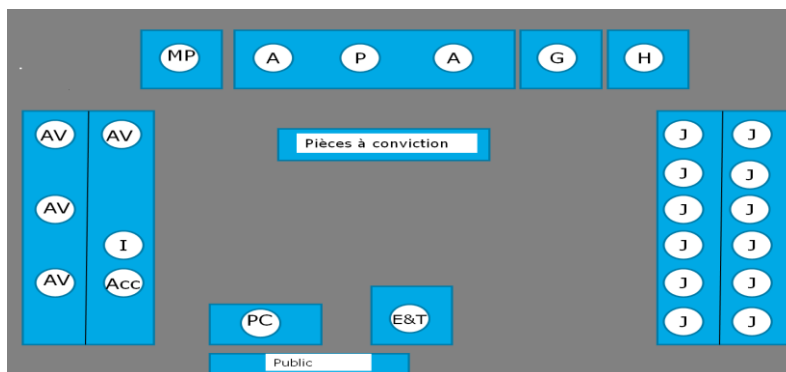 MP A P A G H
AV AV J J
Pièces à conviction
J J
AV J J
I J J
AV Acc J J
PC E&T J J
Public